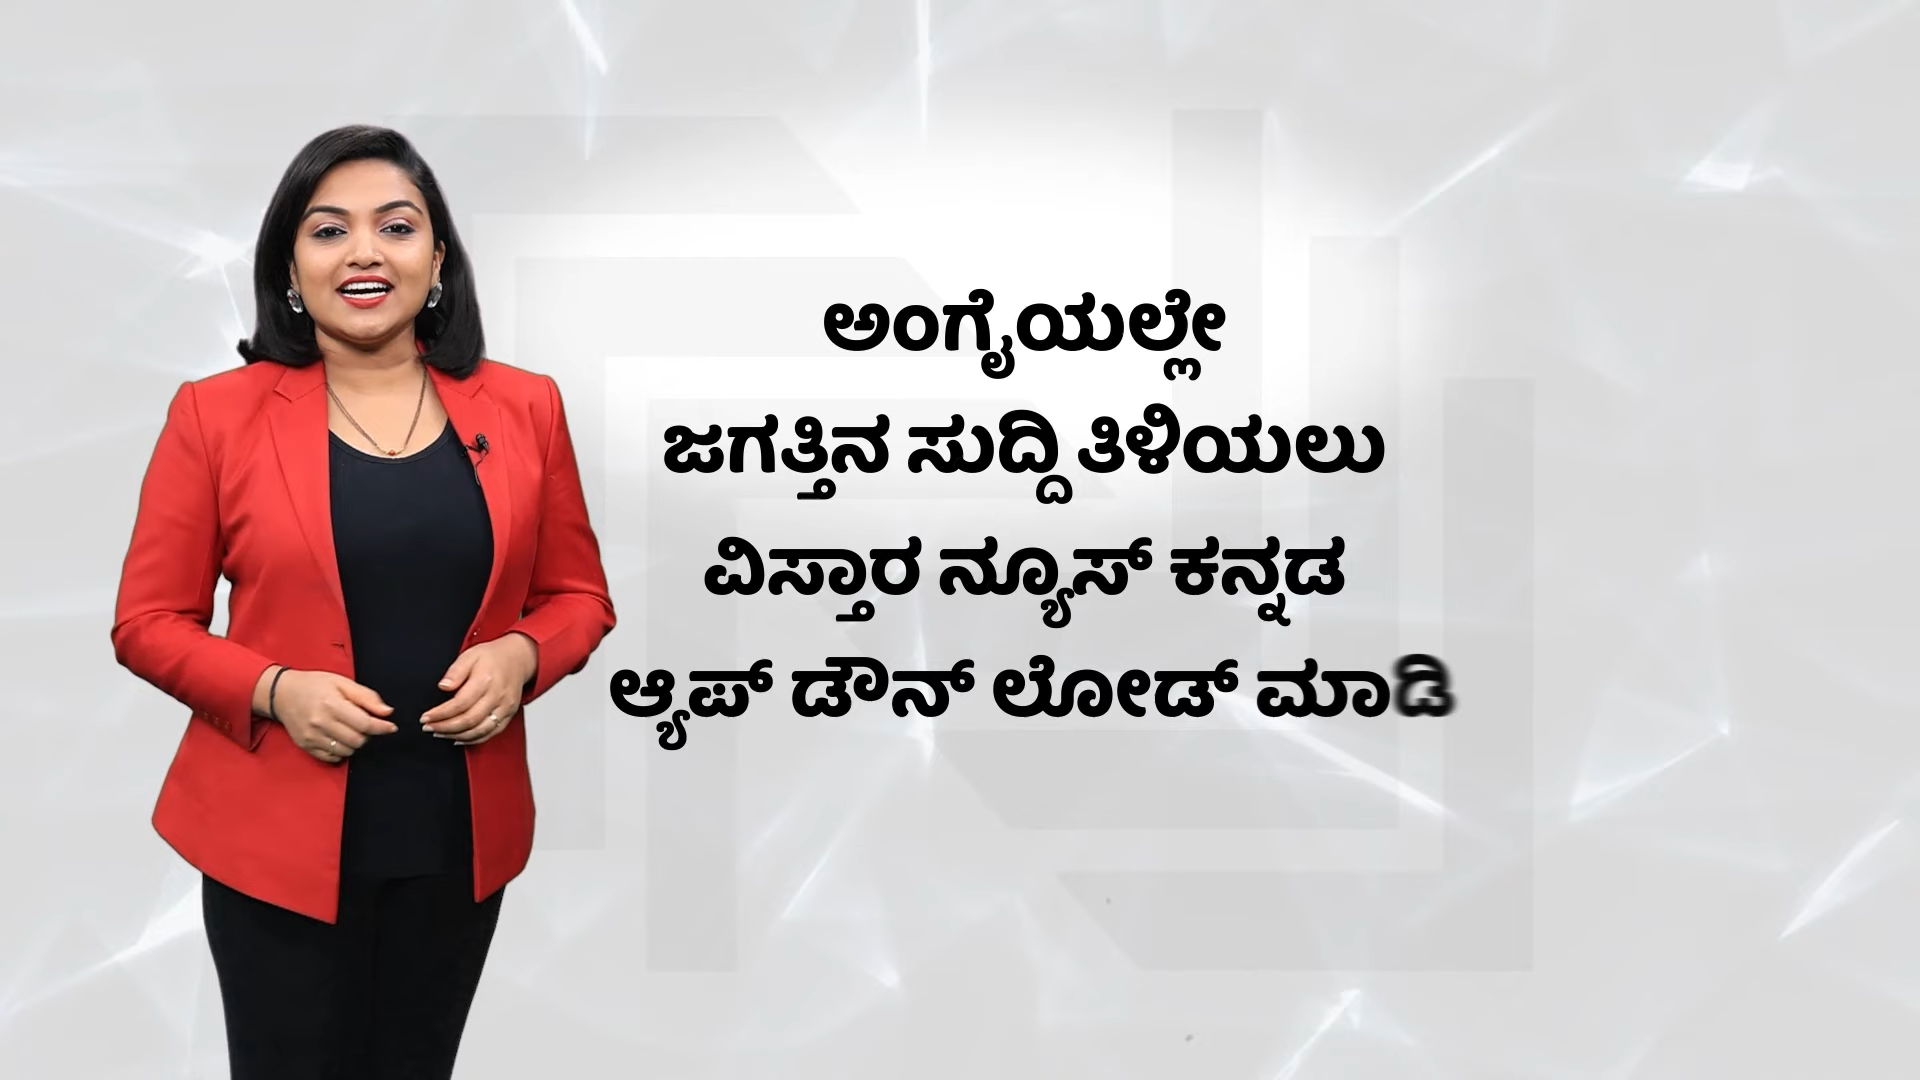 ಅಂಗೈಯಲ್ಲೇ
ಜಗತ್ತಿನ ಸುದ್ದಿ ತಿಳಿಯಲು
ವಿಸ್ತಾರ ನ್ಯೂಸ್ ಕನ್ನಡ
ಆ್ಯಪ್ ಡೌನ್ ಲೋಡ್ ಮಾಡಿ